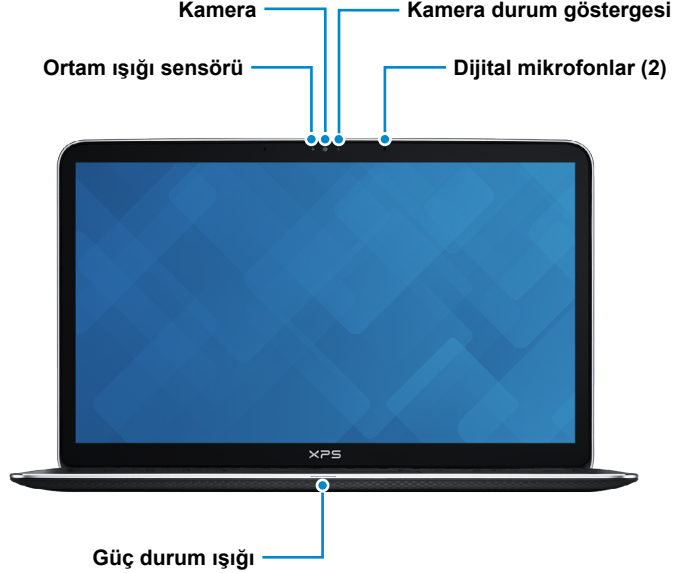 Kamera
Kamera durum göstergesi
Ortam ışığı sensörü
Dijital mikrofonlar (2)
XPS
Güç durum ışığı